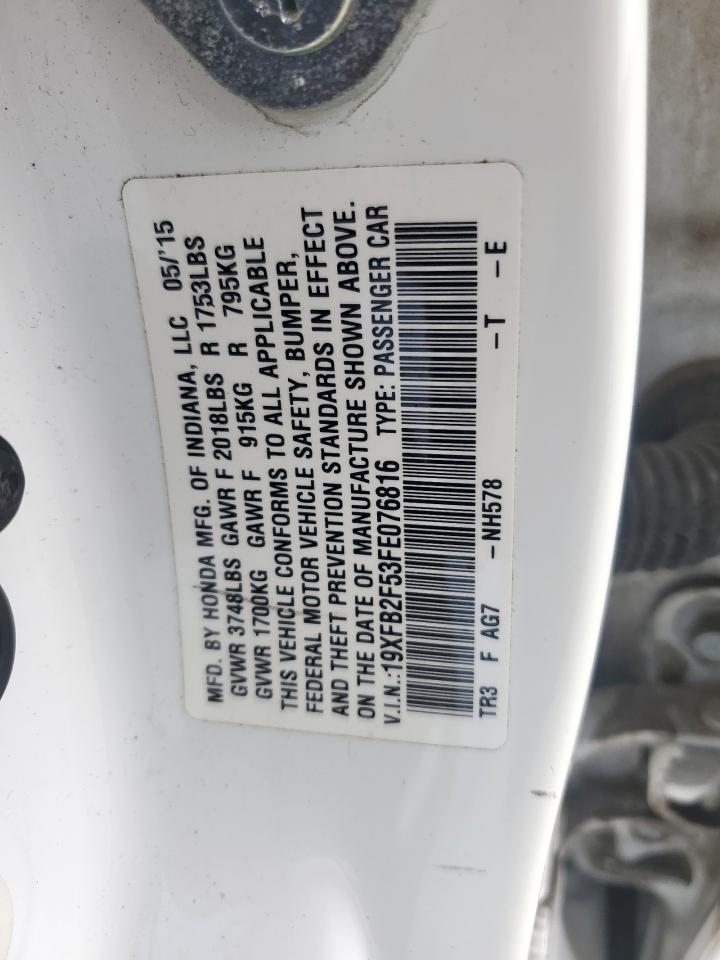 MFD. BY HONDA MFG. OF INDIANA, LLC 05/'15
GVWR 3748LBS GAWR F 2018LBS R 1753LBS
GVWR 1700KG GAWR F 915KG R 795KG
THIS VEHICLE CONFORMS TO ALL APPLICABLE
FEDERAL MOTOR VEHICLE SAFETY, BUMPER,
AND THEFT PREVENTION STANDARDS IN EFFECT
ON THE DATE OF MANUFACTURE SHOWN ABOVE.
V.I.N.:19XFB2F53FE076816 TYPE: PASSENGER CAR
TR3 F AG7 -NH578 -T -E